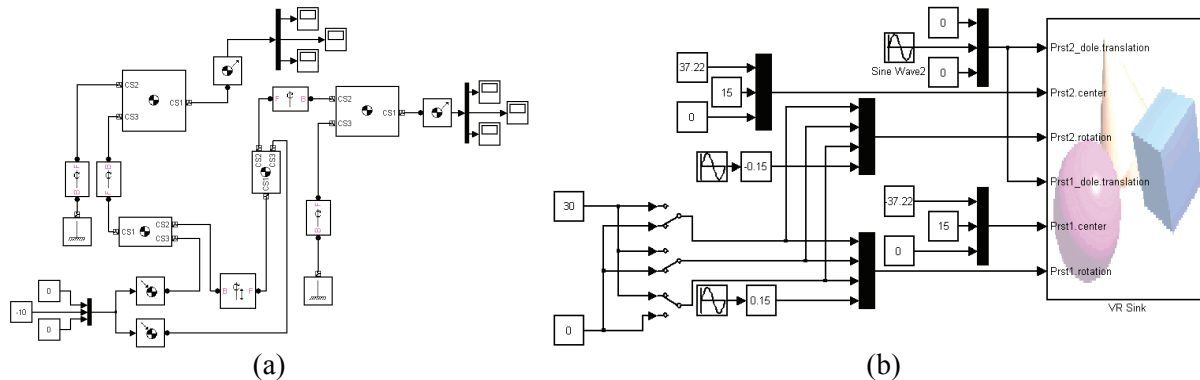 CS2
CS1
CS3
F B
CS2
CS1
CS3
B F
F B
CS2
CS3
CS1
B F
CS1
CS2
CS3
B F
0
-10
0
(a)
0
Sine Wave2
0
37.22
15
0
-0.15
30
0
0.15
-37.22
15
0
Prst2_dole.translation
Prst2.center
Prst2.rotation
Prst1_dole.translation
Prst1.center
Prst1.rotation
VR Sink
(b)